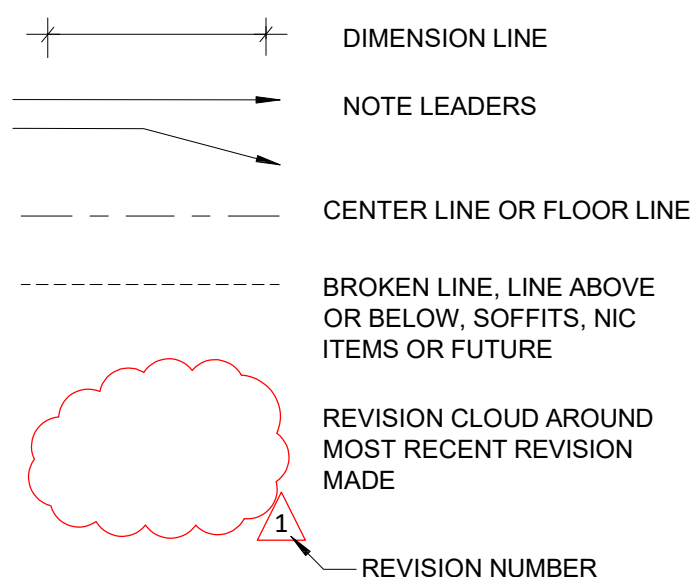 DIMENSION LINE
NOTE LEADERS
CENTER LINE OR FLOOR LINE
BROKEN LINE, LINE ABOVE
OR BELOW, SOFFITS, NIC
ITEMS OR FUTURE
REVISION CLOUD AROUND
MOST RECENT REVISION
MADE
1
REVISION NUMBER